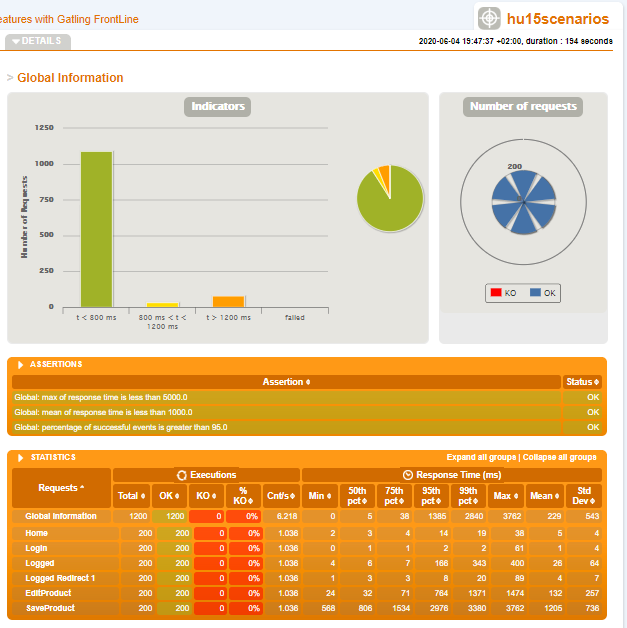 eatures with Gatling FrontLine
hu15scenarios
DETAILS
2020-06-04 19:47:37 +02:00, duration : 194 seconds
> Global Information
Indicators
Number of Requests
1250
1000
750
500
250
0
t < 800 ms
800 ms < t <
1200 ms
t > 1200 ms
failed
Number of requests
200
KO OK
ASSERTIONS
Assertion Status
Global: max of response time is less than 5000.0 OK
Global: mean of response time is less than 1000.0 OK
Global: percentage of successful events is greater than 95.0 OK
STATISTICS Expand all groups | Collapse all groups
Requests
Executions Response Time (ms)
Total OK KO % KO Cnt/s Min 50th pct 75th pct 95th pct 99th pct Max Mean Std Dev
Global Information 1200 1200 0 0% 6.218 0 5 38 1385 2840 3762 229 543
Home 200 200 0 0% 1.036 2 3 4 14 19 38 5 4
Login 200 200 0 0% 1.036 0 1 1 2 2 61 1 4
Logged 200 200 0 0% 1.036 4 6 7 166 343 400 26 64
Logged Redirect 1 200 200 0 0% 1.036 1 3 3 8 20 89 4 7
EditProduct 200 200 0 0% 1.036 24 32 71 764 1371 1474 132 257
SaveProduct 200 200 0 0% 1.036 568 806 1534 2976 3380 3762 1205 736